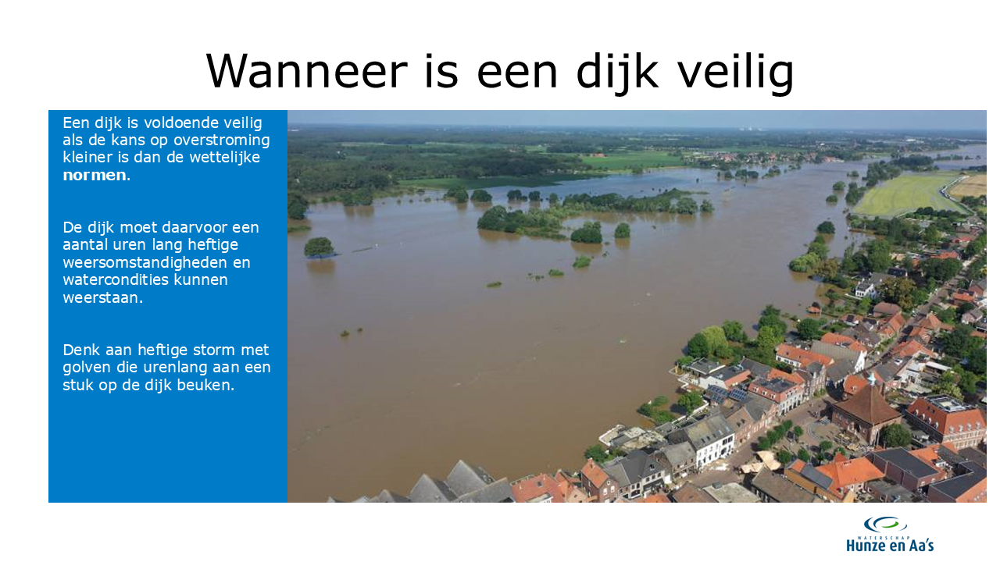 Wanneer is een dijk veilig
Een dijk is voldoende veilig
als de kans op overstroming
kleiner is dan de wettelijke
normen.
De dijk moet daarvoor een
aantal uren lang heftige
weersomstandigheden en
watercondities kunnen
weerstaan.
Denk aan heftige storm met
golven die urenlang aan een
stuk op de dijk beuken.
WATERSCHAP
Hunze en Aa's